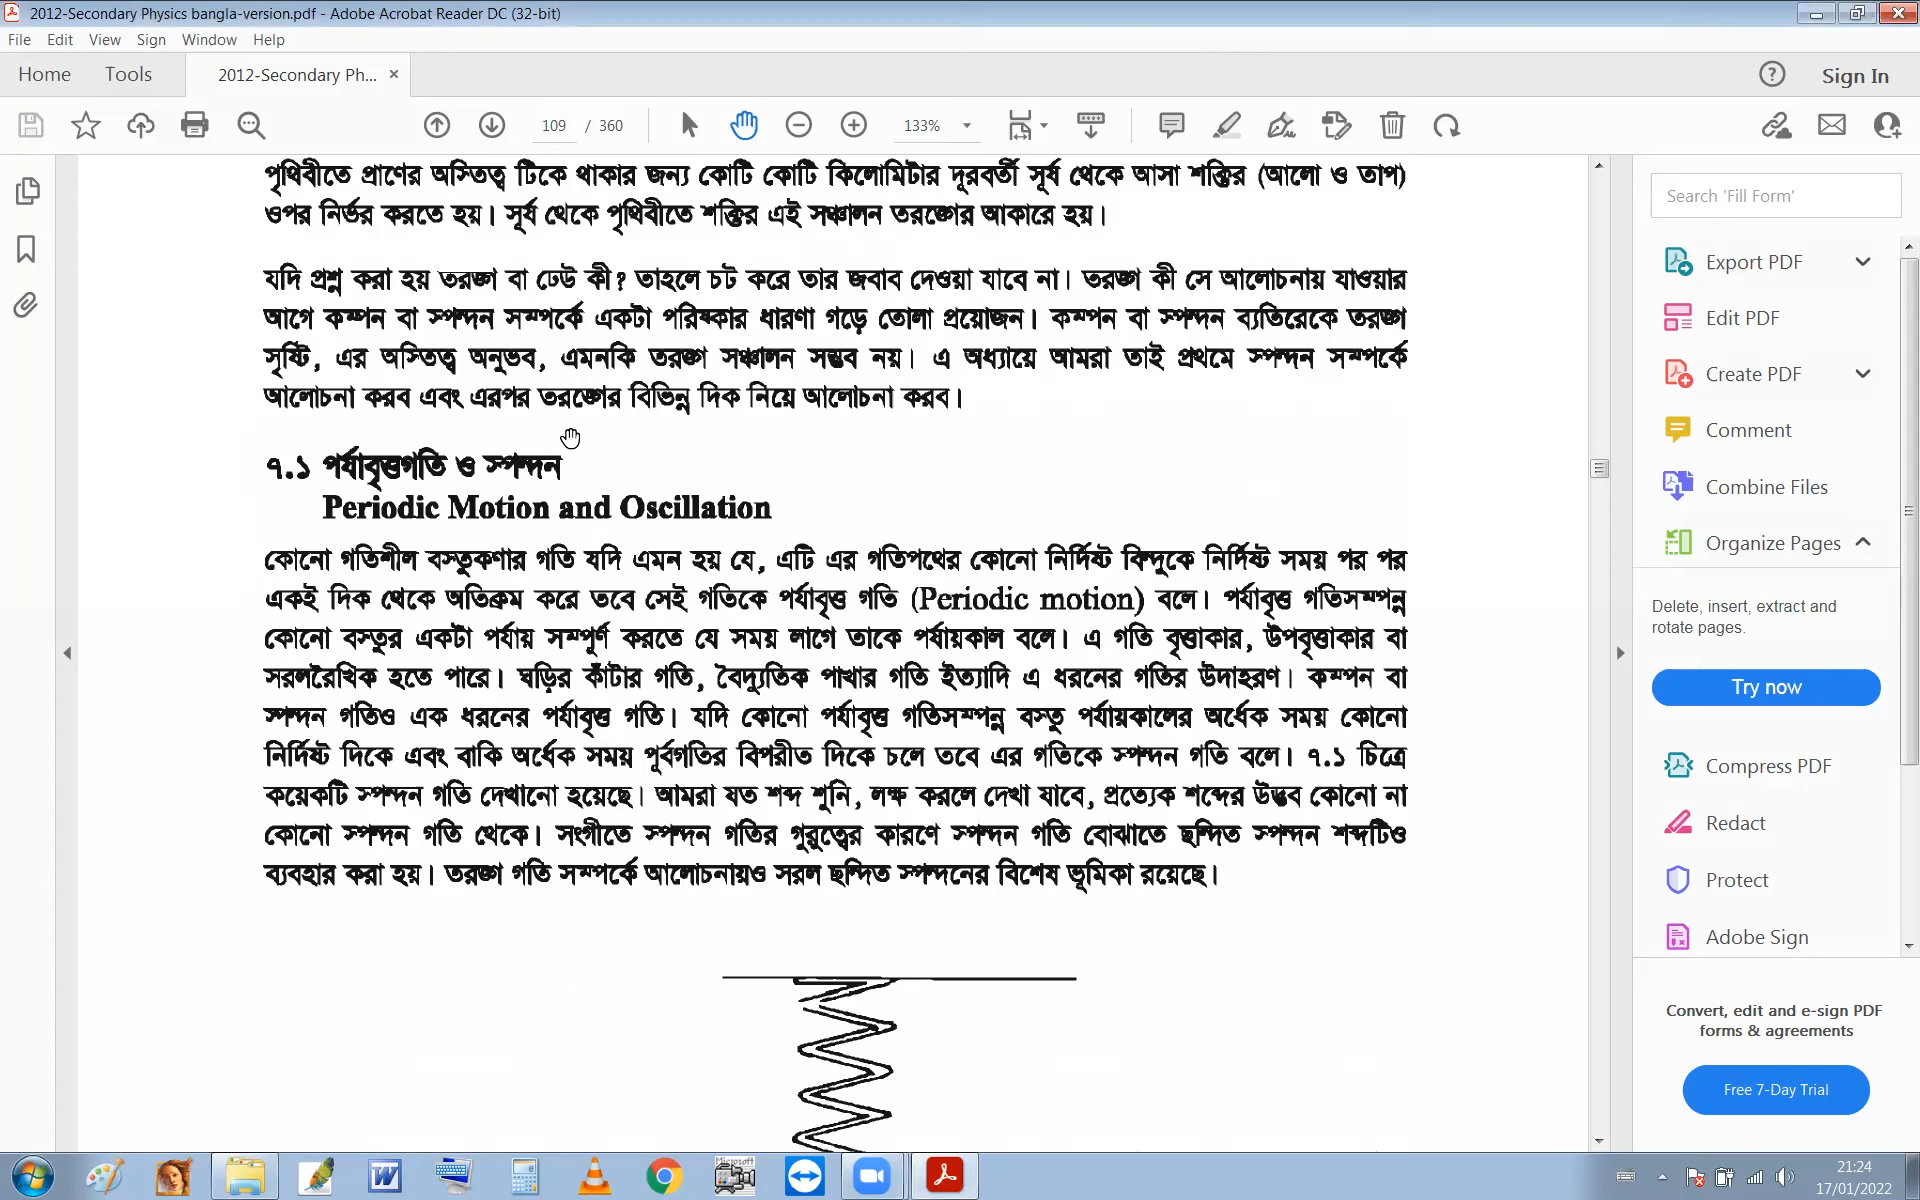 2012-Secondary Physics bangla-version.pdf - Adobe Acrobat Reader DC (32-bit)
File Edit View Sign Window Help
Home Tools 2012-Secondary Ph... × Sign In
109 / 360 133%
পৃথিবীতে প্রাণের অস্তিত্ব টিকে থাকার জন্য কোটি কোটি কিলোমিটার দূরবর্তী সূর্য থেকে আসা শক্তির (আলো ও তাপ)
ওপর নির্ভর করতে হয়। সূর্য থেকে পৃথিবীতে শক্তির এই সঞ্চালন তরঙ্গের আকারে হয়।
যদি প্রশ্ন করা হয় তরঙ্গ বা ঢেউ কী? তাহলে চট করে তার জবাব দেওয়া যাবে না। তরঙ্গ কী সে আলোচনায় যাওয়ার
আগে কম্পন বা স্পন্দন সম্পর্কে একটা পরিষ্কার ধারণা গড়ে তোলা প্রয়োজন। কম্পন বা স্পন্দন ব্যতিরেকে তরঙ্গ
সৃষ্টি, এর অস্তিত্ব অনুভব, এমনকি তরঙ্গ সঞ্চালন সম্ভব নয়। এ অধ্যায়ে আমরা তাই প্রথমে স্পন্দন সম্পর্কে
আলোচনা করব এবং এরপর তরঙ্গের বিভিন্ন দিক নিয়ে আলোচনা করব।
৭.১ পর্যাবৃত্তগতি ও স্পন্দন
Periodic Motion and Oscillation
কোনো গতিশীল বস্তুকণার গতি যদি এমন হয় যে, এটি এর গতিপথের কোনো নির্দিষ্ট বিন্দুকে নির্দিষ্ট সময় পর পর
একই দিক থেকে অতিক্রম করে তবে সেই গতিকে পর্যাবৃত্ত গতি (Periodic motion) বলে। পর্যাবৃত্ত গতিসম্পন্ন
কোনো বস্তুর একটা পর্যায় সম্পূর্ণ করতে যে সময় লাগে তাকে পর্যায়কাল বলে। এ গতি বৃত্তাকার, উপবৃত্তাকার বা
সরলরৈখিক হতে পারে। ঘড়ির কাঁটার গতি, বৈদ্যুতিক পাখার গতি ইত্যাদি এ ধরনের গতির উদাহরণ। কম্পন বা
স্পন্দন গতিও এক ধরনের পর্যাবৃত্ত গতি। যদি কোনো পর্যাবৃত্ত গতিসম্পন্ন বস্তু পর্যায়কালের অর্ধেক সময় কোনো
নির্দিষ্ট দিকে এবং বাকি অর্ধেক সময় পূর্বগতির বিপরীত দিকে চলে তবে এর গতিকে স্পন্দন গতি বলে। ৭.১ চিত্রে
কয়েকটি স্পন্দন গতি দেখানো হয়েছে। আমরা যত শব্দ শুনি, লক্ষ করলে দেখা যাবে, প্রত্যেক শব্দের উদ্ভব কোনো না
কোনো স্পন্দন গতি থেকে। সংগীতে স্পন্দন গতির গুরুত্বের কারণে স্পন্দন গতি বোঝাতে ছন্দিত স্পন্দন শব্দটিও
ব্যবহার করা হয়। তরঙ্গ গতি সম্পর্কে আলোচনায়ও সরল ছন্দিত স্পন্দনের বিশেষ ভূমিকা রয়েছে।
Search 'Fill Form'
Export PDF
Edit PDF
Create PDF
Comment
Combine Files
Organize Pages
Delete, insert, extract and
rotate pages.
Try now
Compress PDF
Redact
Protect
Adobe Sign
Convert, edit and e-sign PDF
forms & agreements
Free 7-Day Trial
Microsoft
21:24
17/01/2022